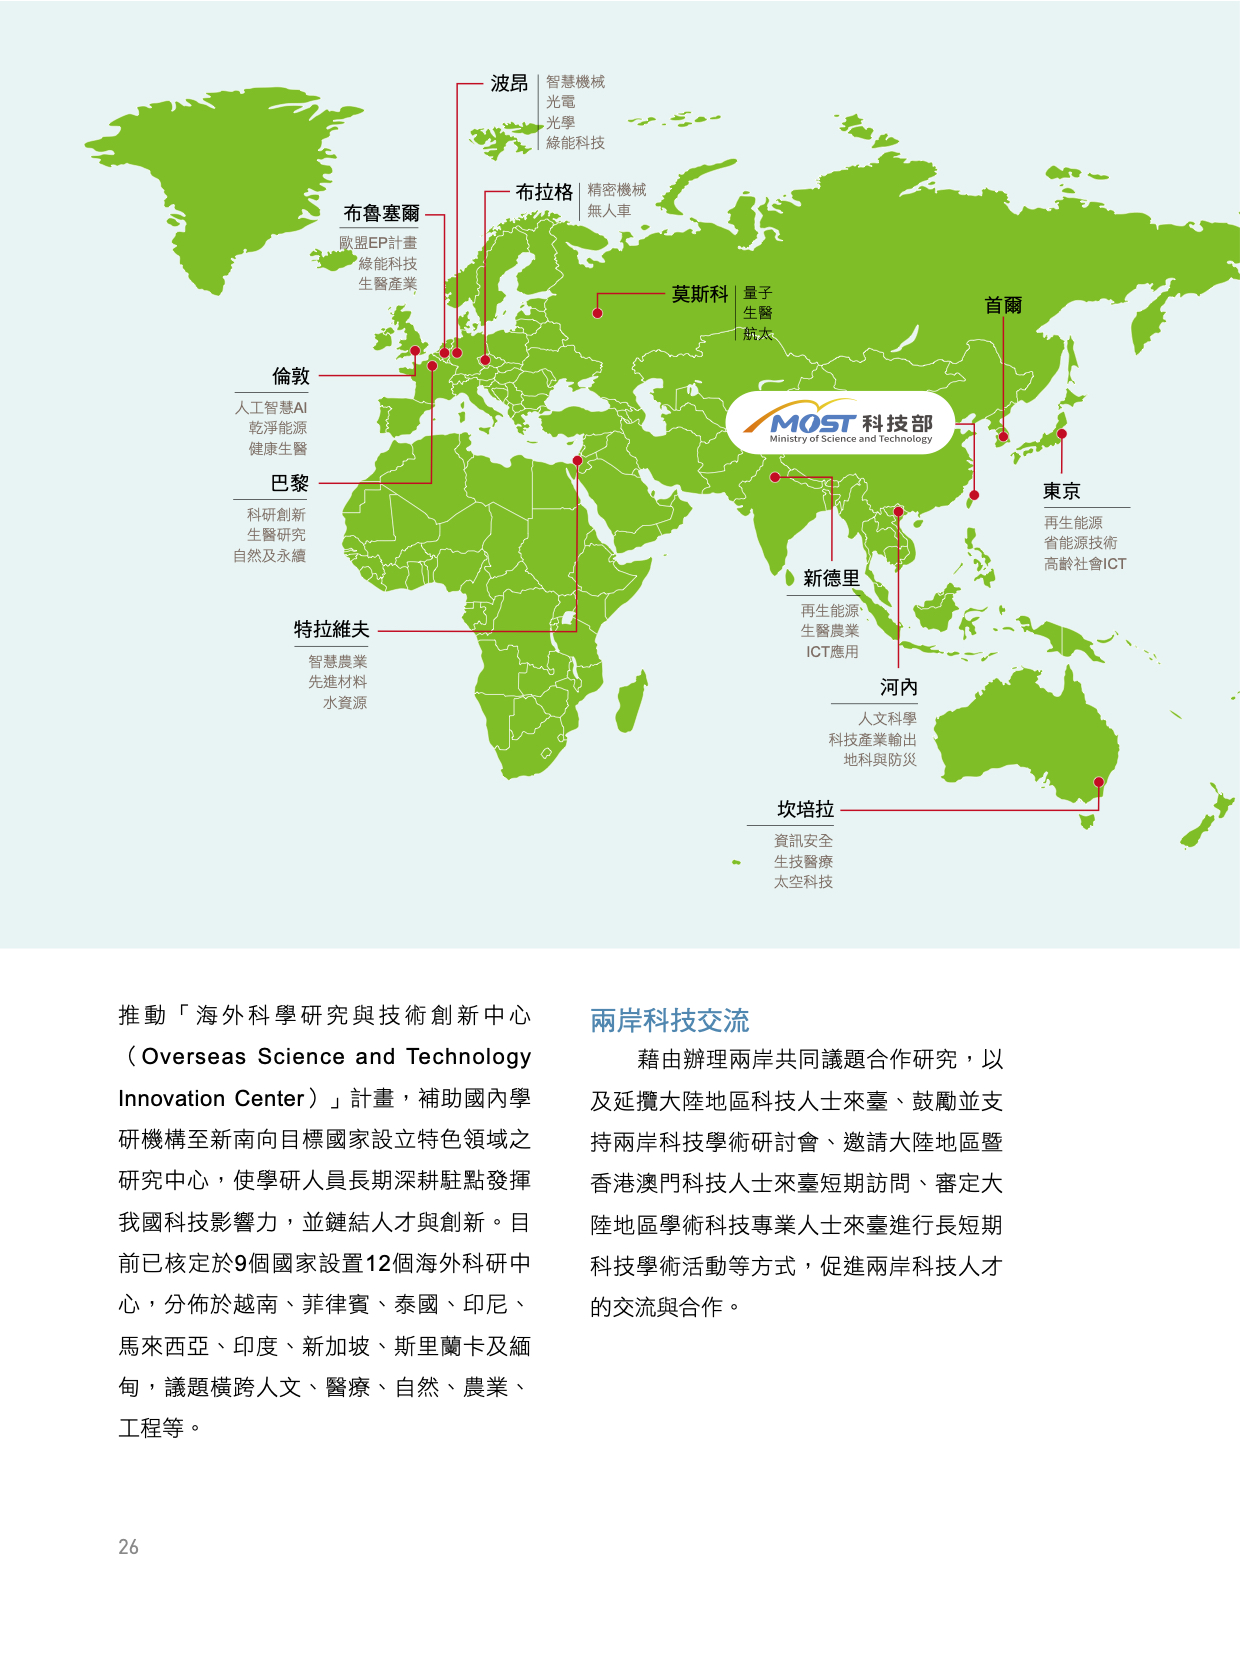 波昂
智慧機械
光電
光學
綠能科技
布拉格
精密機械
無人車
布魯塞爾
歐盟EP計畫
綠能科技
生醫產業
莫斯科
量子
生醫
航太
首爾
倫敦
人工智慧AI
乾淨能源
健康生醫
MOST 科技部
Ministry of Science and Technology
巴黎
科研創新
生醫研究
自然及永續
東京
再生能源
省能源技術
高齡社會ICT
新德里
再生能源
生醫農業
ICT應用
特拉維夫
智慧農業
先進材料
水資源
河內
人文科學
科技產業輸出
地科與防災
坎培拉
資訊安全
生技醫療
太空科技
推動「海外科學研究與技術創新中心
（Overseas Science and Technology
Innovation Center）」計畫，補助國內學
研機構至新南向目標國家設立特色領域之
研究中心，使學研人員長期深耕駐點發揮
我國科技影響力，並鏈結人才與創新。目
前已核定於9個國家設置12個海外科研中
心，分佈於越南、菲律賓、泰國、印尼、
馬來西亞、印度、新加坡、斯里蘭卡及緬
甸，議題橫跨人文、醫療、自然、農業、
工程等。
兩岸科技交流
藉由辦理兩岸共同議題合作研究，以
及延攬大陸地區科技人士來臺、鼓勵並支
持兩岸科技學術研討會、邀請大陸地區暨
香港澳門科技人士來臺短期訪問、審定大
陸地區學術科技專業人士來臺進行長短期
科技學術活動等方式，促進兩岸科技人才
的交流與合作。
26